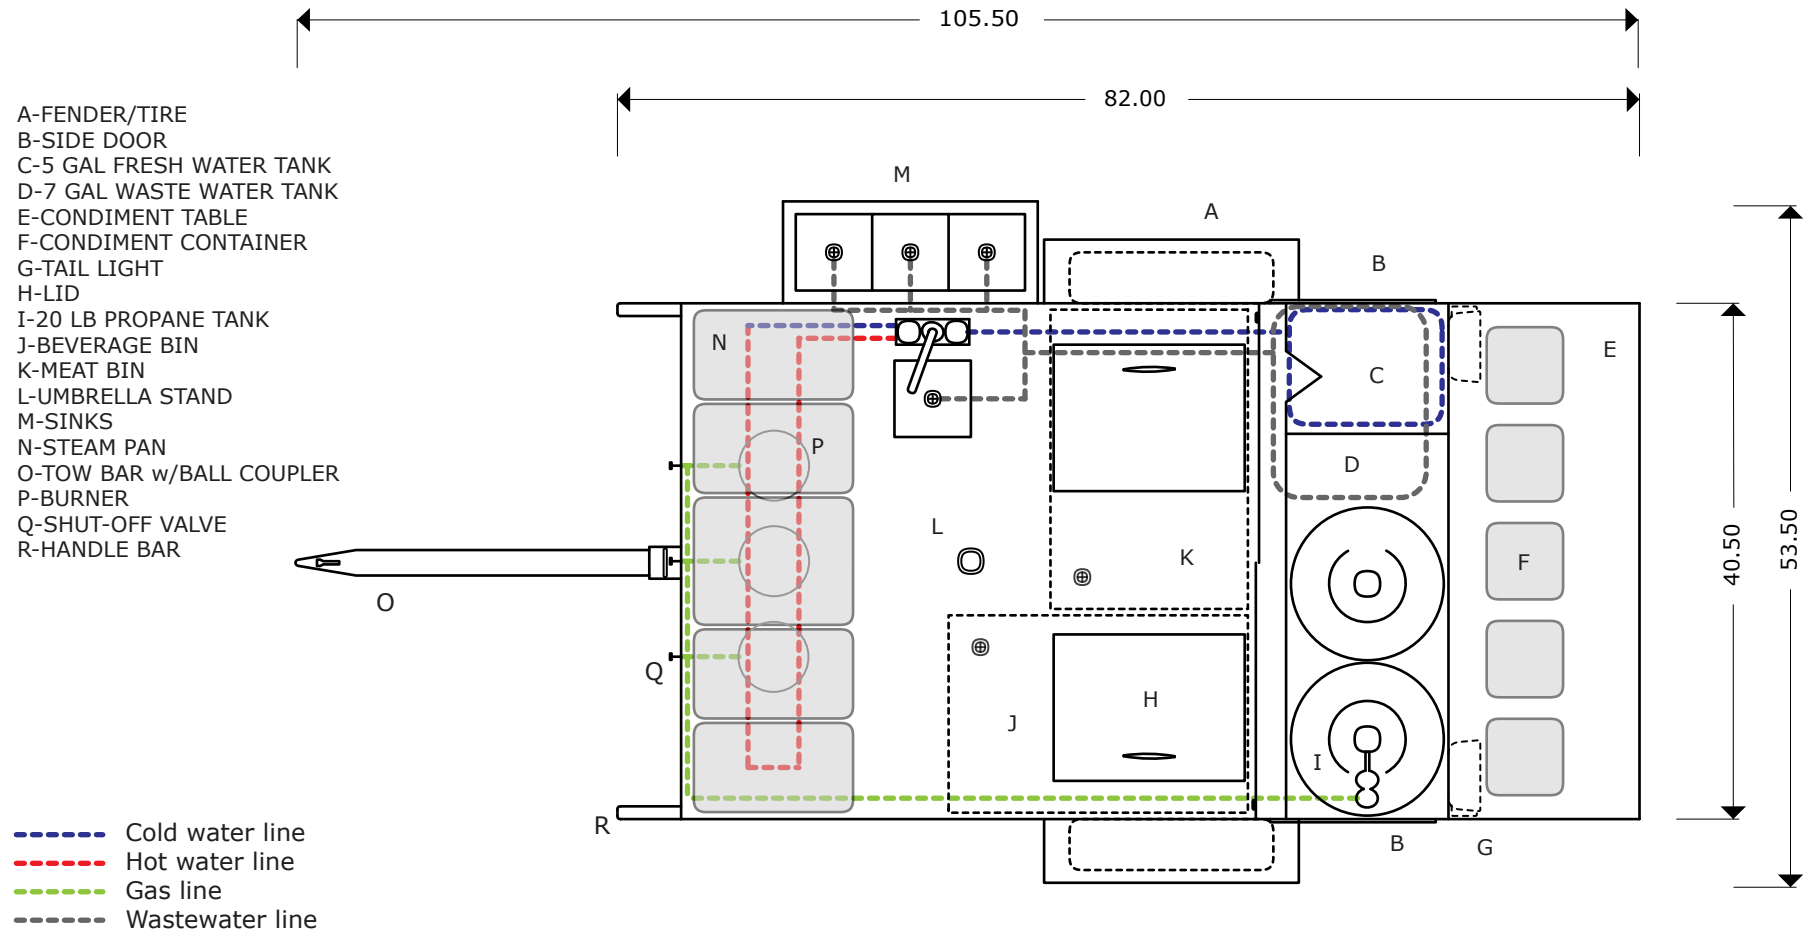 105.50
82.00
A-FENDER/TIRE
B-SIDE DOOR
C-5 GAL FRESH WATER TANK
D-7 GAL WASTE WATER TANK
E-CONDIMENT TABLE
F-CONDIMENT CONTAINER
G-TAIL LIGHT
H-LID
I-20 LB PROPANE TANK
J-BEVERAGE BIN
K-MEAT BIN
L-UMBRELLA STAND
M-SINKS
N-STEAM PAN
O-TOW BAR w/BALL COUPLER
P-BURNER
Q-SHUT-OFF VALVE
R-HANDLE BAR
M
A
B
N
E
C
P
D
L
K
F
40.50
53.50
O
Q
H
J
I
R
B
G
Cold water line
Hot water line
Gas line
Wastewater line